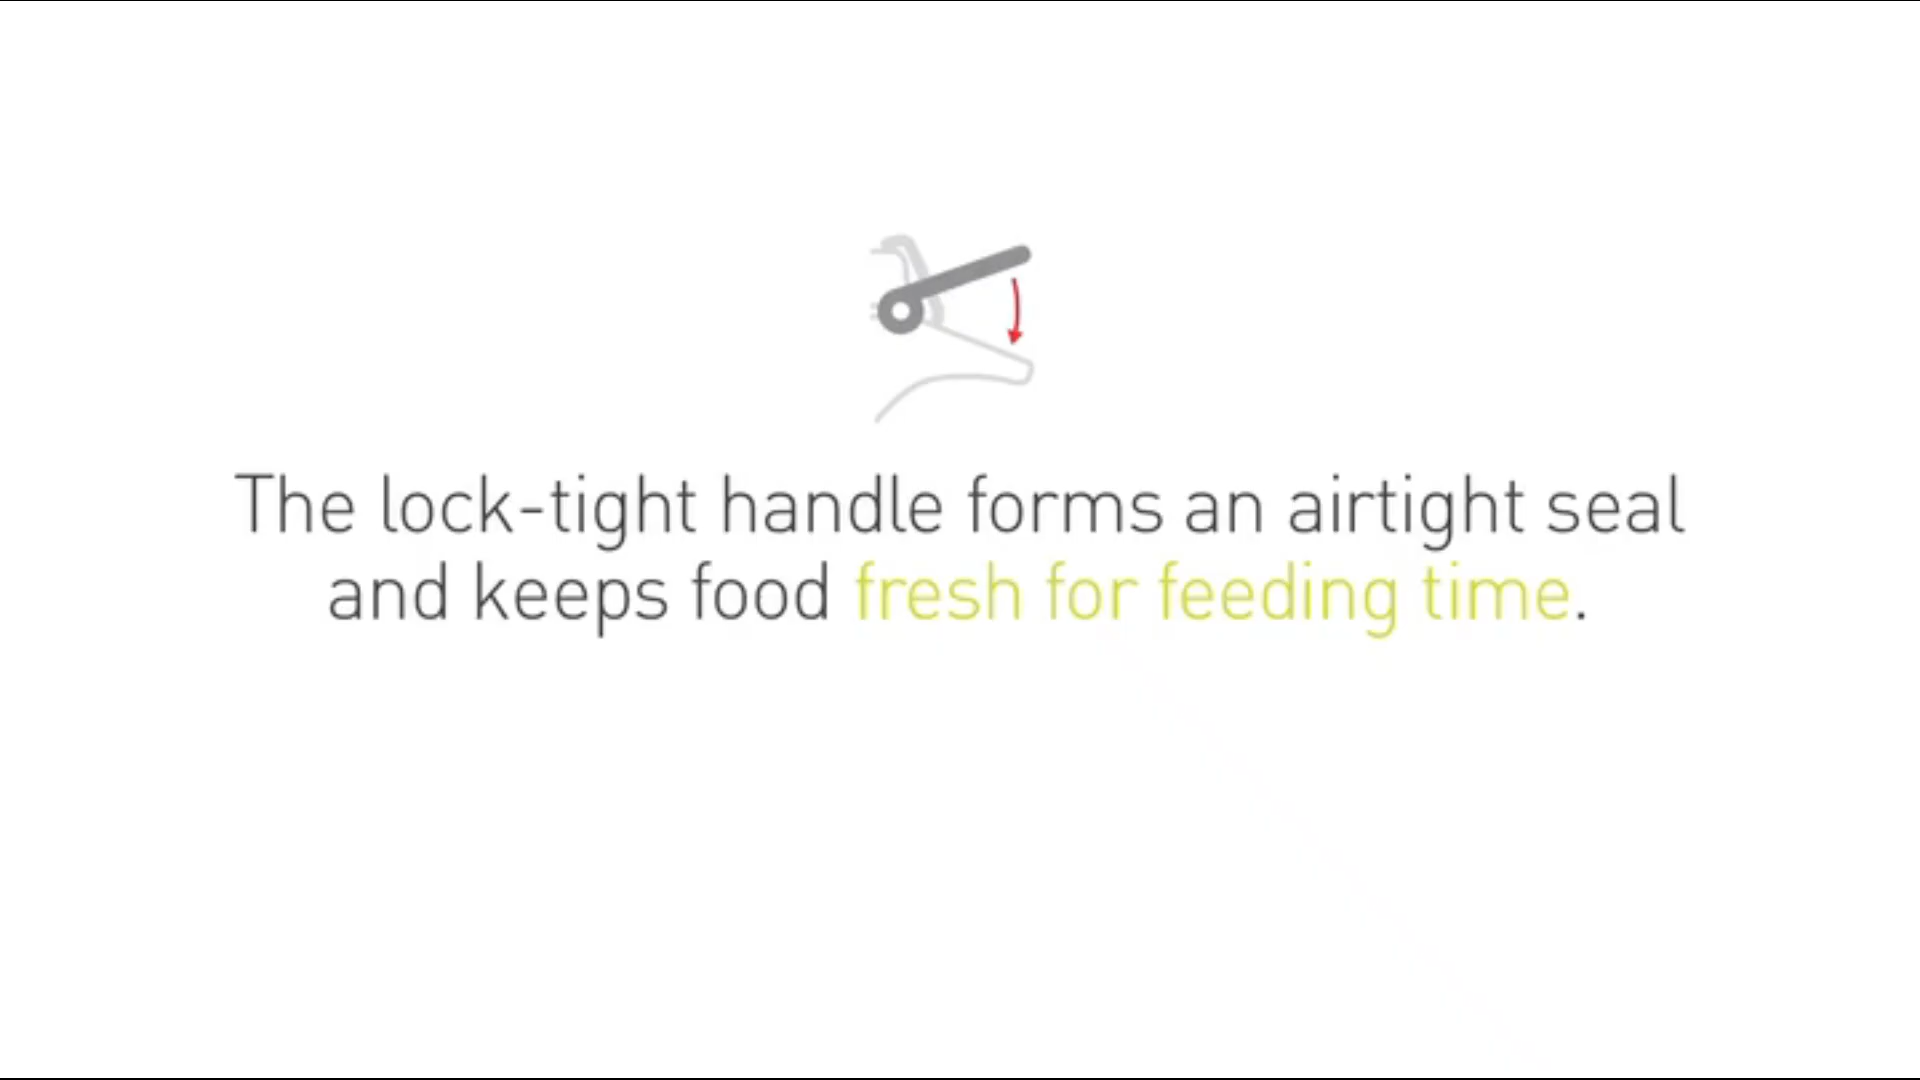 The lock-tight handle forms an airtight seal
and keeps food fresh for feeding time.